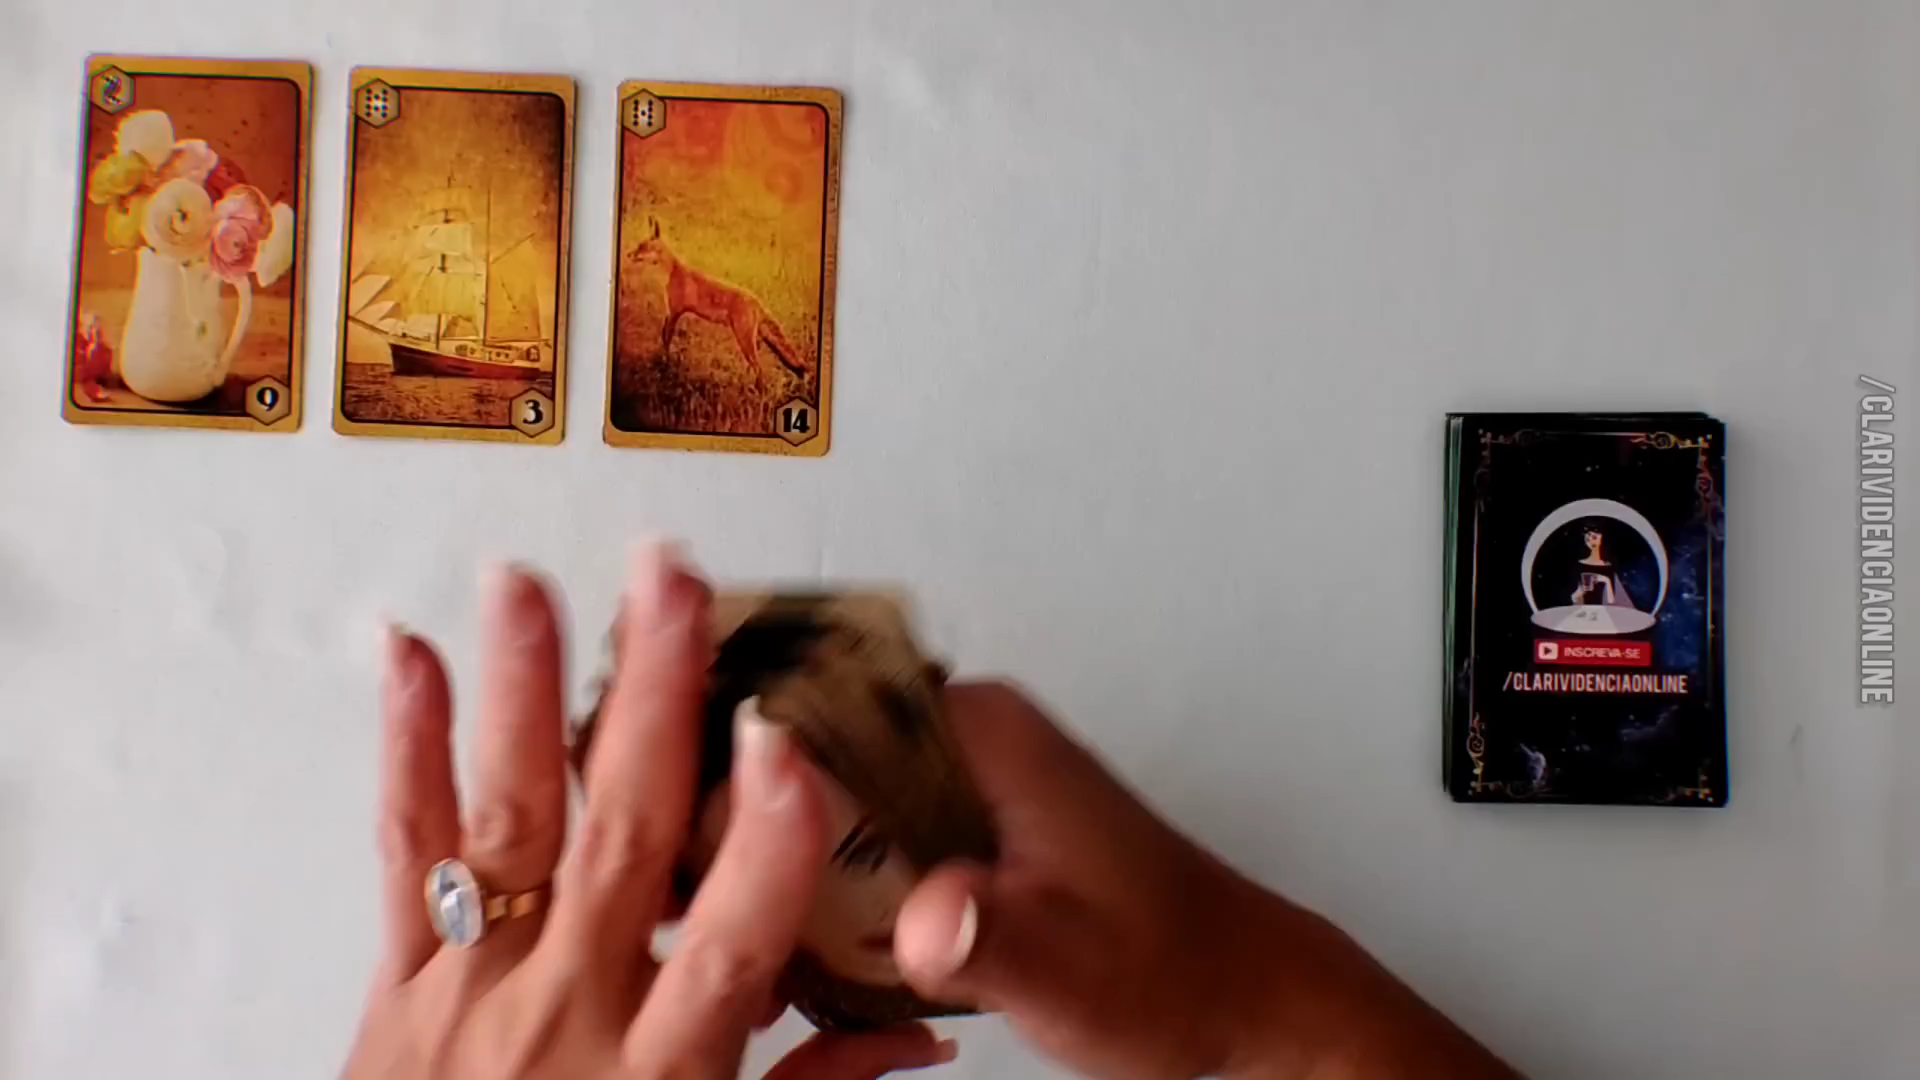 9
3
14
INSCREVA-SE
/CLARIVIDENCIAONLINE
/CLARIVIDENCIAONLINE